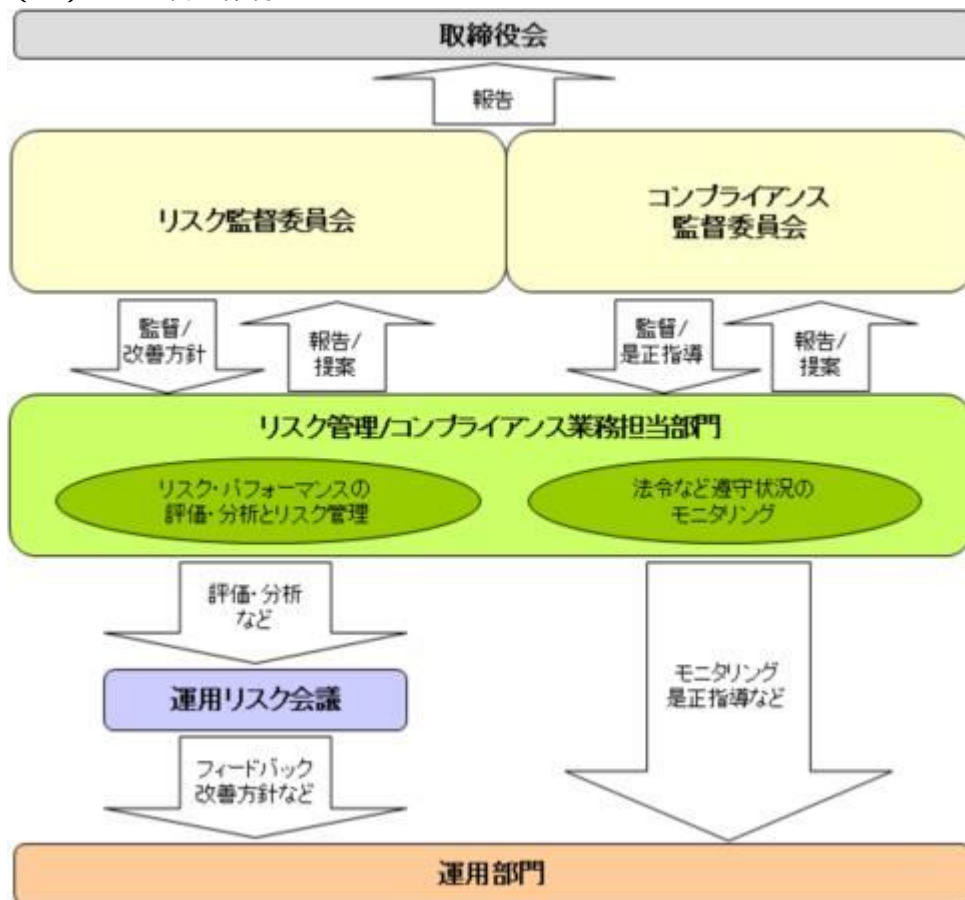 取締役会
報告
リスク監督委員会
コンプライアンス
監督委員会
監督/
改善方針
報告/
提案
監督/
是正指導
報告/
提案
リスク管理/コンプライアンス業務担当部門
リスク・パフォーマンスの
評価・分析とリスク管理
法令など遵守状況の
モニタリング
評価・分析
など
運用リスク会議
フィードバック
改善方針など
モニタリング
是正指導など
運用部門